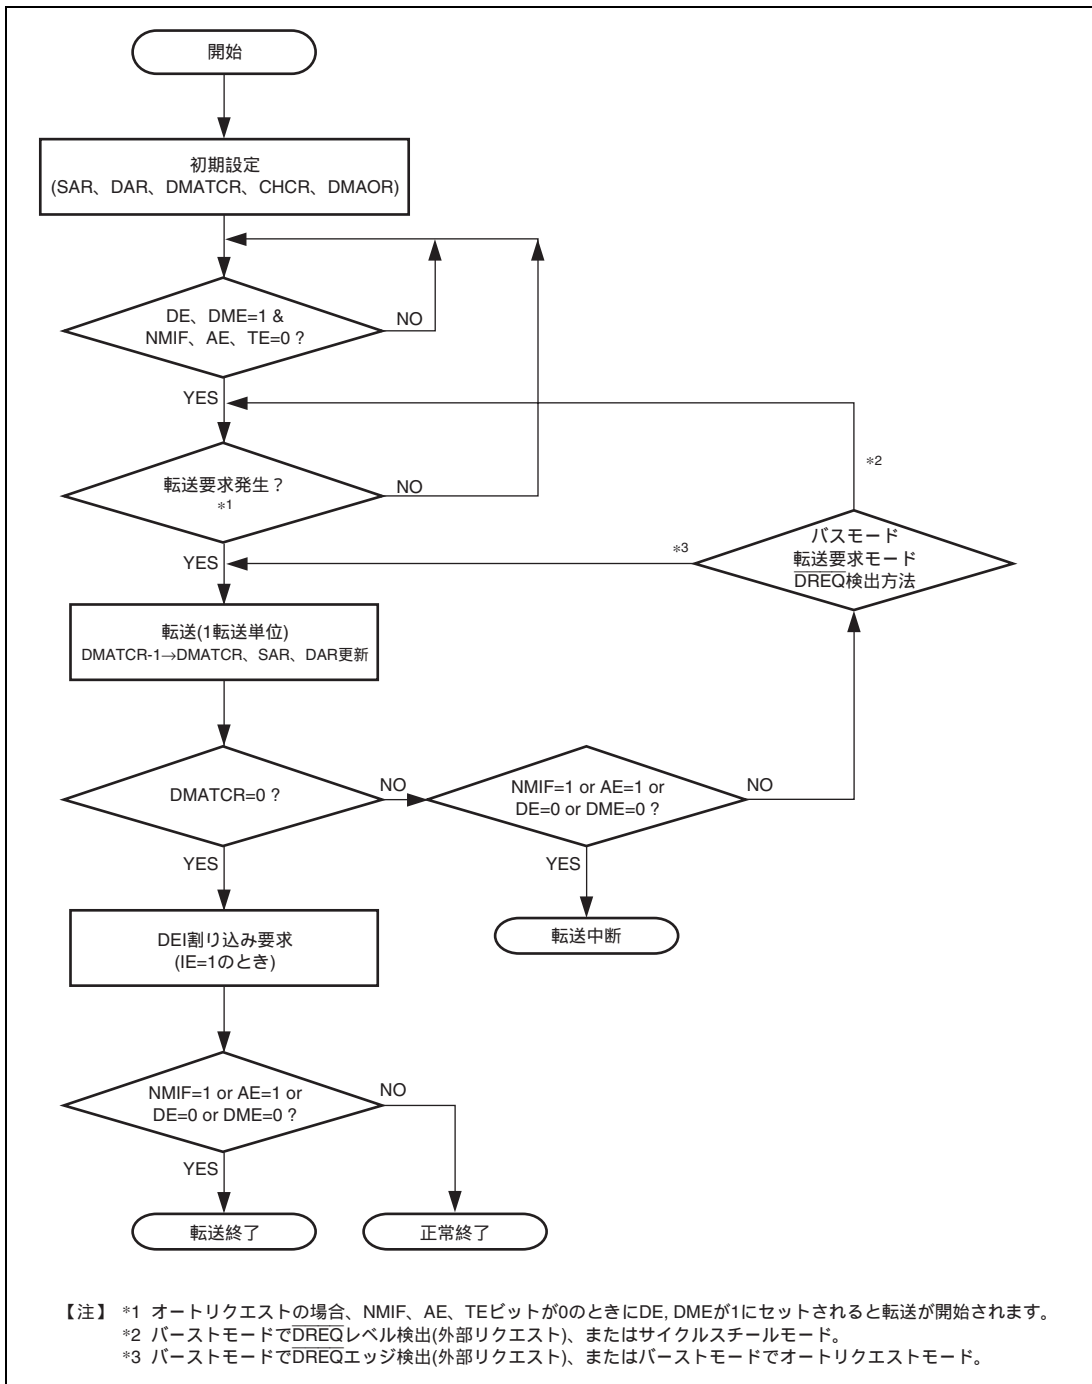 開始
初期設定
(SAR、DAR、DMATCR、CHCR、DMAOR)
DE、DME=1 &
NMIF、AE、TE=0 ?
NO
YES
転送要求発生？
*1
NO
*2
YES
*3
バスモード
転送要求モード
DREQ検出方法
転送(1転送単位)
DMATCR-1→DMATCR、SAR、DAR更新
DMATCR=0 ?
NO
NMIF=1 or AE=1 or
DE=0 or DME=0 ?
NO
YES
YES
DEI割り込み要求
(IE=1のとき)
転送中断
NMIF=1 or AE=1 or
DE=0 or DME=0 ?
NO
YES
転送終了
正常終了
【注】 *1 オートリクエストの場合、NMIF、AE、TEビットが0のときにDE, DMEが1にセットされると転送が開始されます。
*2 バーストモードでDREQレベル検出(外部リクエスト)、またはサイクルスチールモード。
*3 バーストモードでDREQエッジ検出(外部リクエスト)、またはバーストモードでオートリクエストモード。